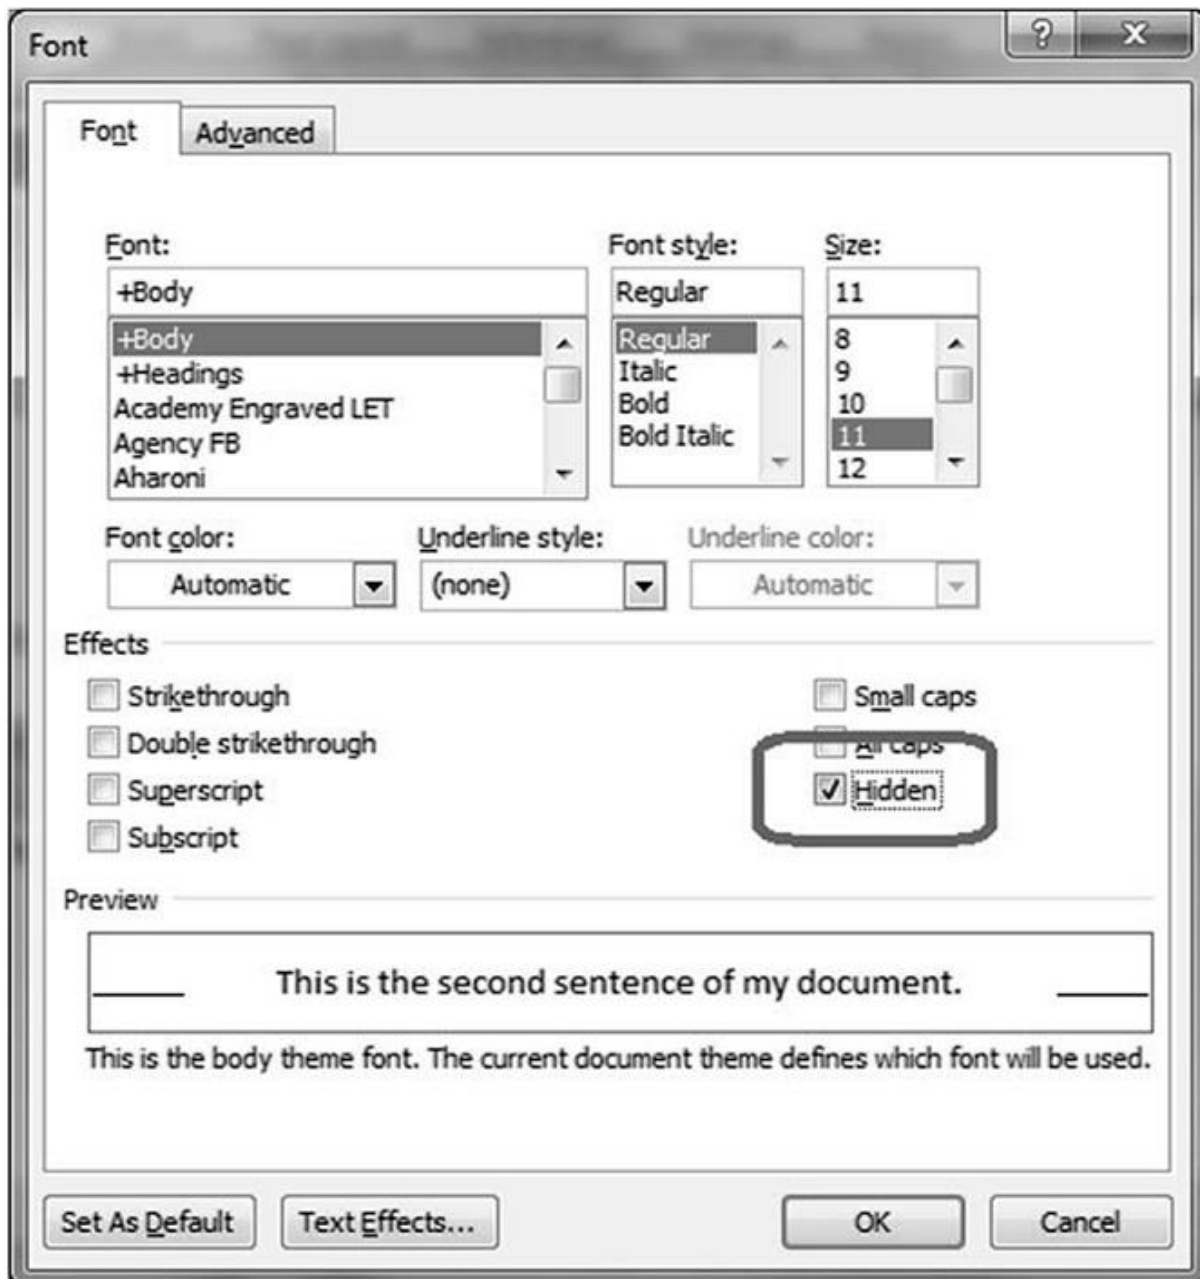 Font
?
x
Font
Advanced
Font:
Font style:
Size:
+Body
Regular
11
+Body
Regular
8
+Headings
Italic
9
Academy Engraved LET
Bold
10
Agency FB
Bold Italic
11
Aharoni
12
Font color:
Underline style:
Underline color:
Automatic
(none)
Automatic
Effects
Strikethrough
Small caps
Double strikethrough
All caps
Superscript
Hidden
Subscript
Preview
This is the second sentence of my document.
This is the body theme font. The current document theme defines which font will be used.
Set As Default
Text Effects...
OK
Cancel